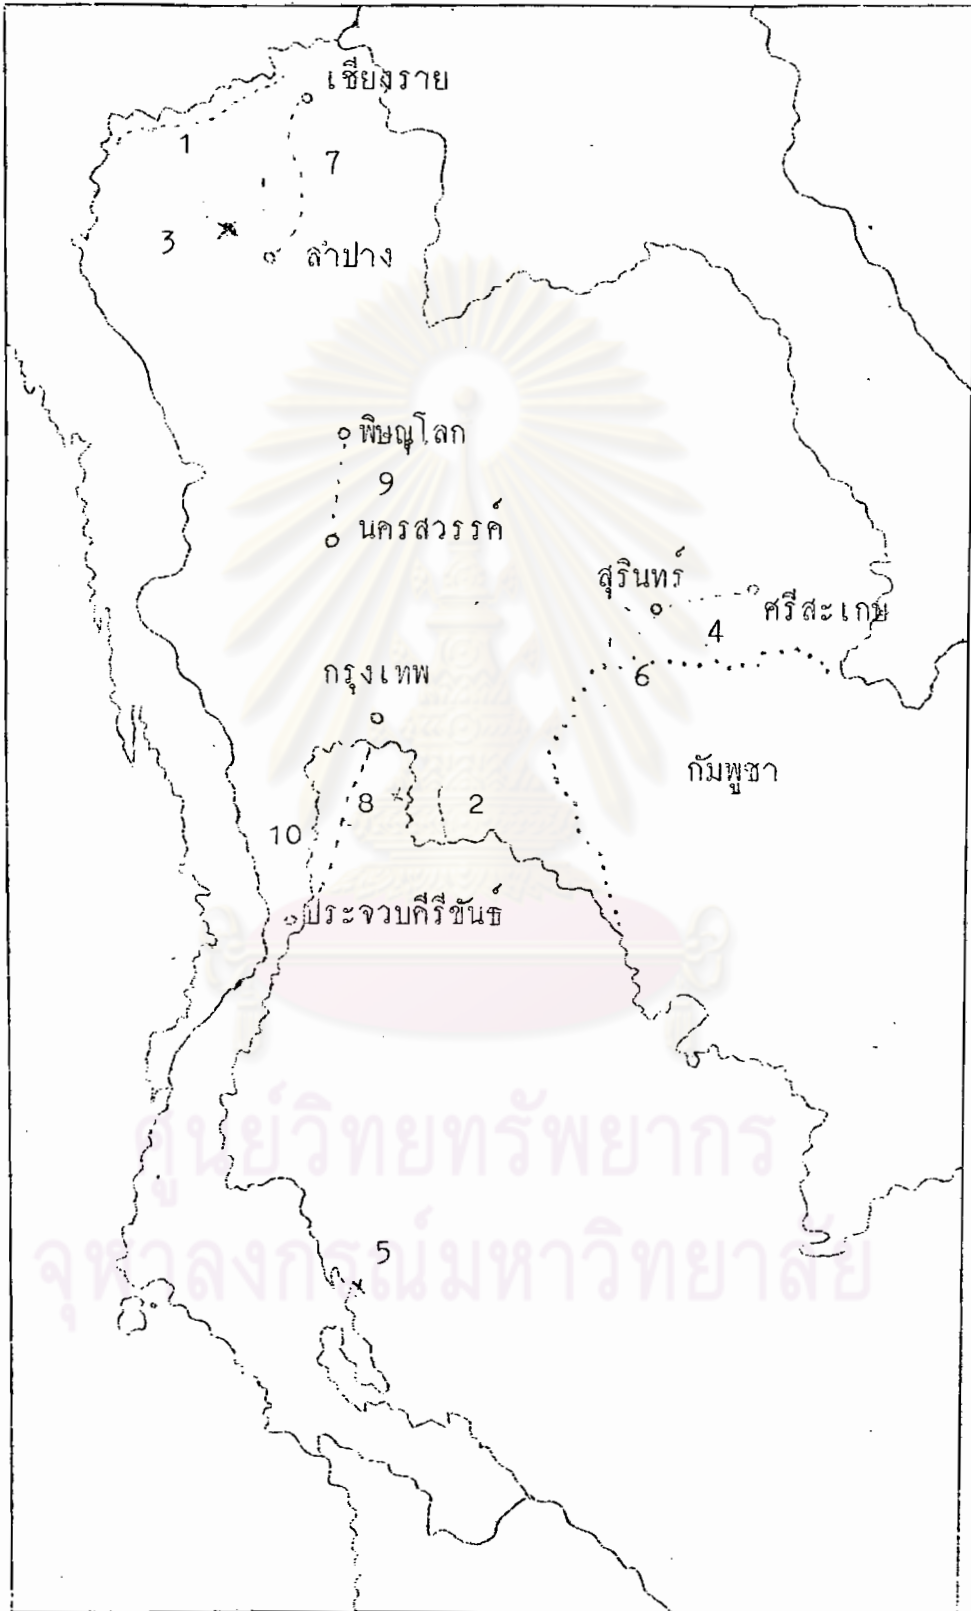 เชียงราย
1
7
3
ลำปาง
พิษณุโลก
9
นครสวรรค์
สุรินทร์
ศรีสะเกษ
4
6
กรุงเทพ
กัมพูชา
8
2
10
ประจวบคีรีขันธ์
ศูนย์วิทยทรัพยากร
จุฬาลงกรณ์มหาวิทยาลัย
5